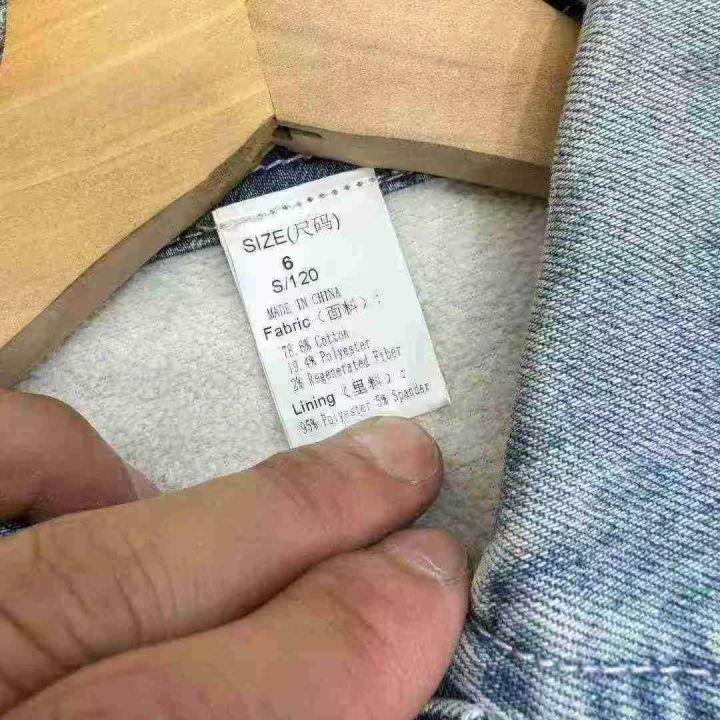 SIZE(尺码)
6
S/120
MADE IN CHINA
Fabric（面料）：
78.6% Cotton
19.4% Polyester
2% Regenerated Fiber
Lining（里料）：
95% Polyester 5% Spandex